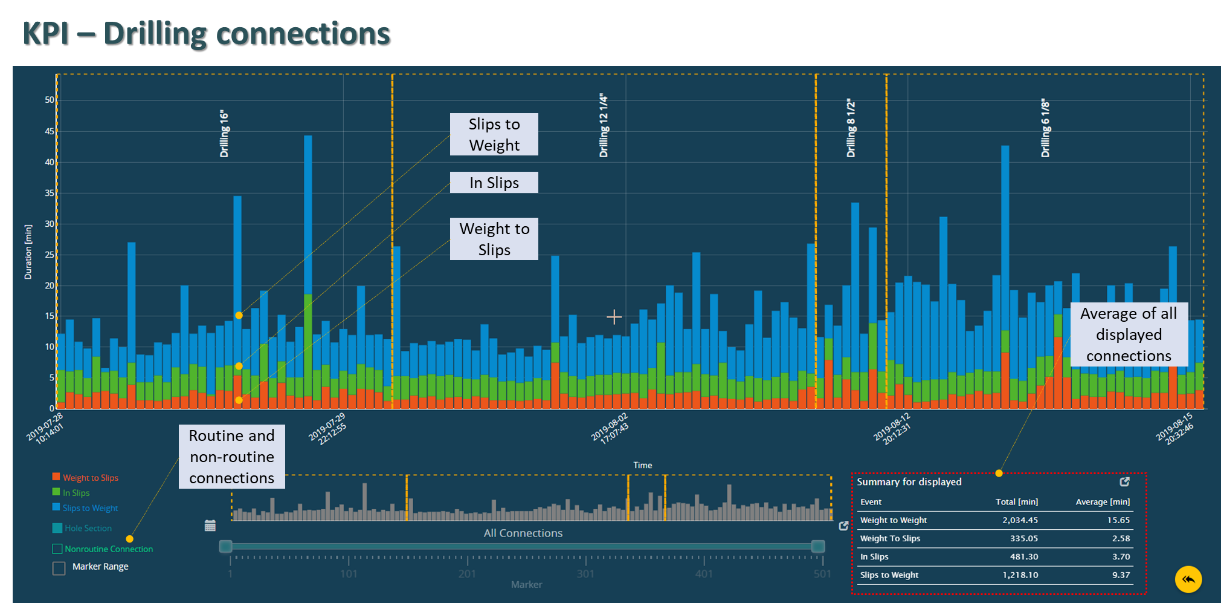 KPI – Drilling connections
Duration [min]
50
45
40
35
30
25
20
15
10
5
0
Drilling 16"
Drilling 12 1/4"
Drilling 8 1/2"
Drilling 6 1/8"
Slips to
Weight
In Slips
Weight to
Slips
Average of all
displayed
connections
2019-07-28
10:14:01
2019-07-29
22:12:55
2019-08-02
17:07:43
2019-08-12
20:12:31
2019-08-15
20:32:46
Time
Routine and
non-routine
connections
Weight to Slips
In Slips
Slips to Weight
Hole Section
Nonroutine Connection
Marker Range
All Connections
1 101 201 301 401 501
Marker
Summary for displayed
Event Total [min] Average [min]
Weight to Weight 2,034.45 15.65
Weight To Slips 335.05 2.58
In Slips 481.30 3.70
Slips to Weight 1,218.10 9.37